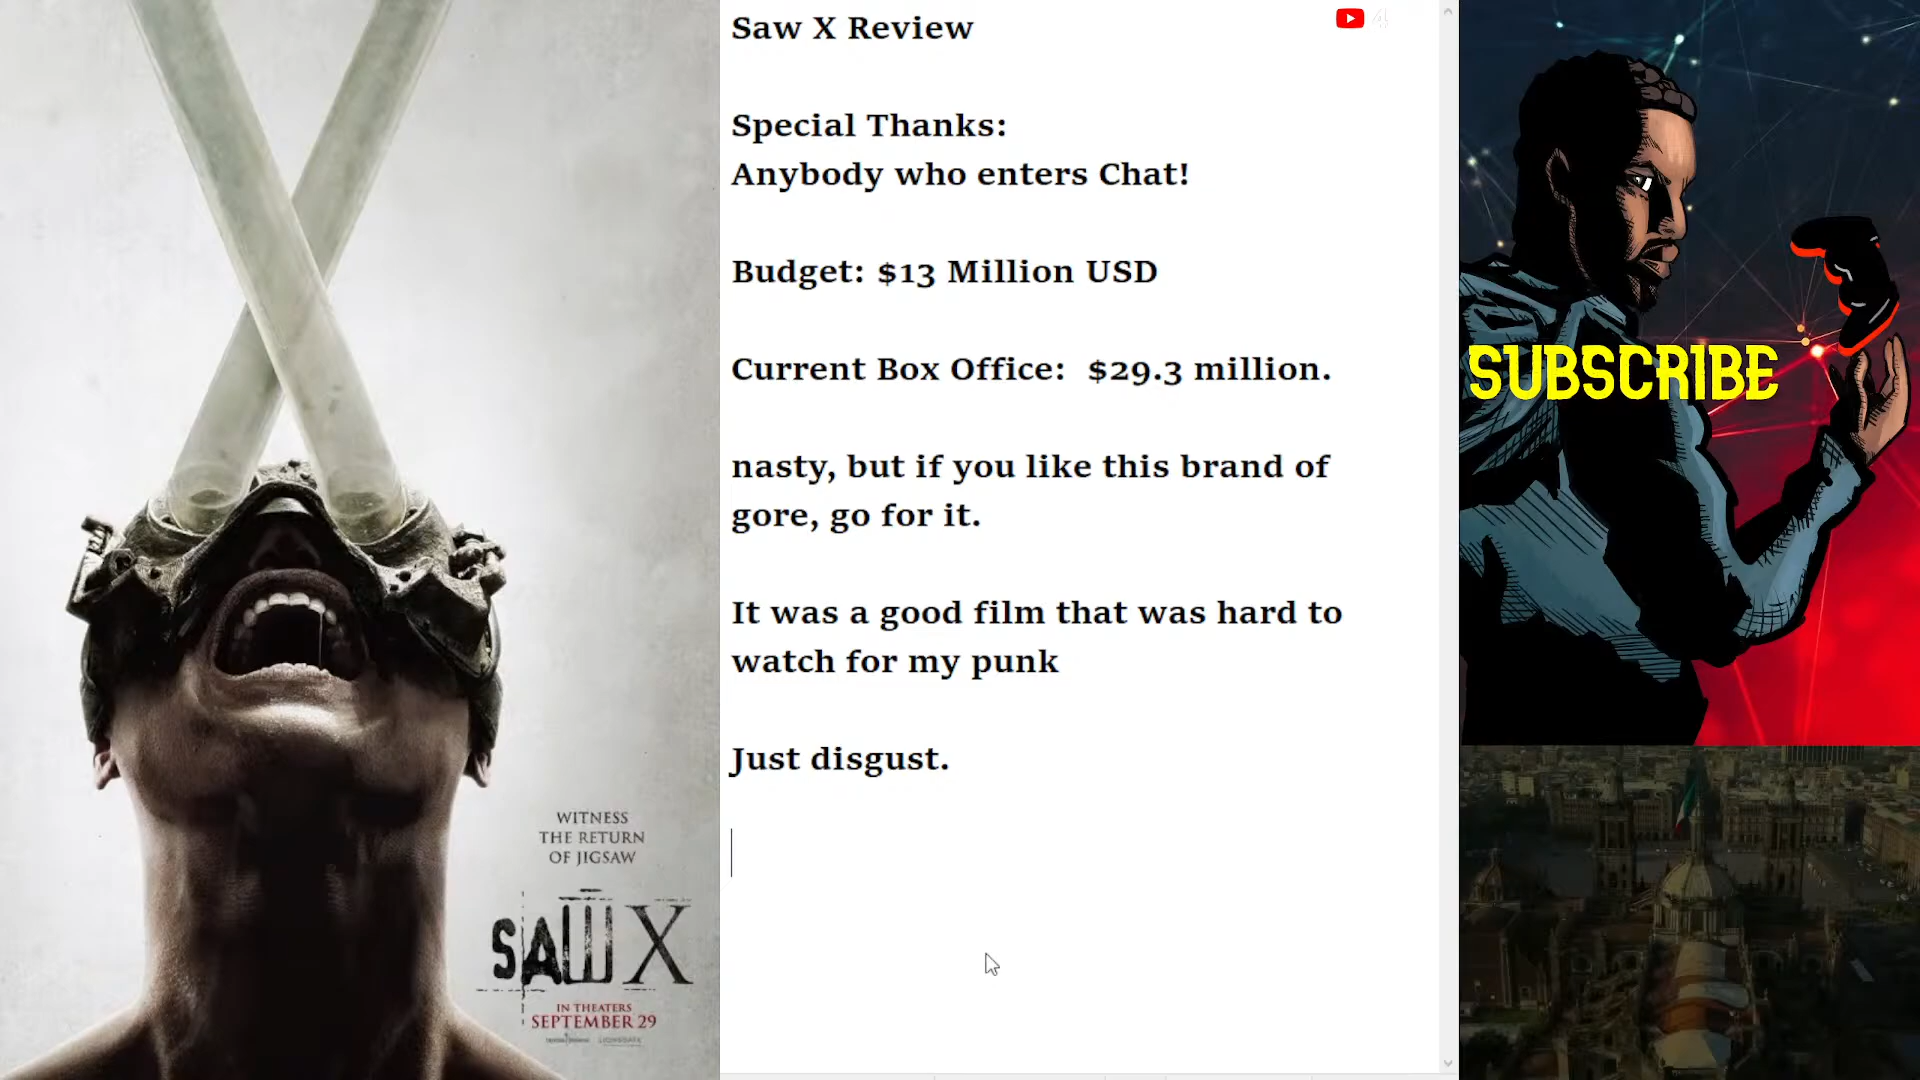 WITNESS
THE RETURN
OF JIGSAW
SAW X
IN THEATERS
SEPTEMBER 29
LIONSGATE
Saw X Review
4
Special Thanks:
Anybody who enters Chat!
Budget: $13 Million USD
Current Box Office:  $29.3 million.
nasty, but if you like this brand of
gore, go for it.
It was a good film that was hard to
watch for my punk
Just disgust.
SUBSCRIBE